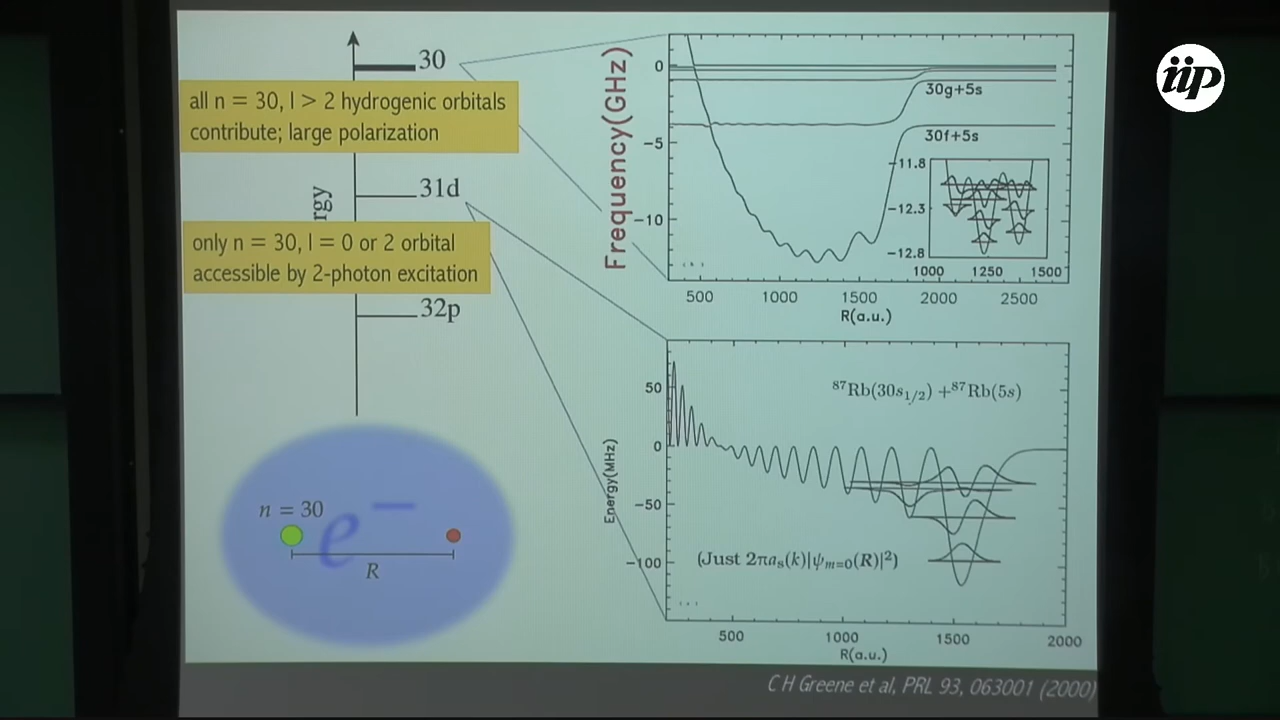 30
all n = 30, l > 2 hydrogenic orbitals
contribute; large polarization
31d
rgy
only n = 30, l = 0 or 2 orbital
accessible by 2-photon excitation
32p
n = 30
e−
R
Frequency(GHz)
0
−5
−10
30g+5s
30f+5s
−11.8
−12.3
−12.8
1000 1250 1500
500 1000 1500 2000 2500
R(a.u.)
Energy(MHz)
50
0
−50
−100
⁸⁷Rb(30s₁/₂) +⁸⁷Rb(5s)
(Just 2πaₛ(k)|ψₘ₌₀(R)|²)
500 1000 1500 2000
R(a.u.)
C H Greene et al, PRL 93, 063001 (2000)
iip